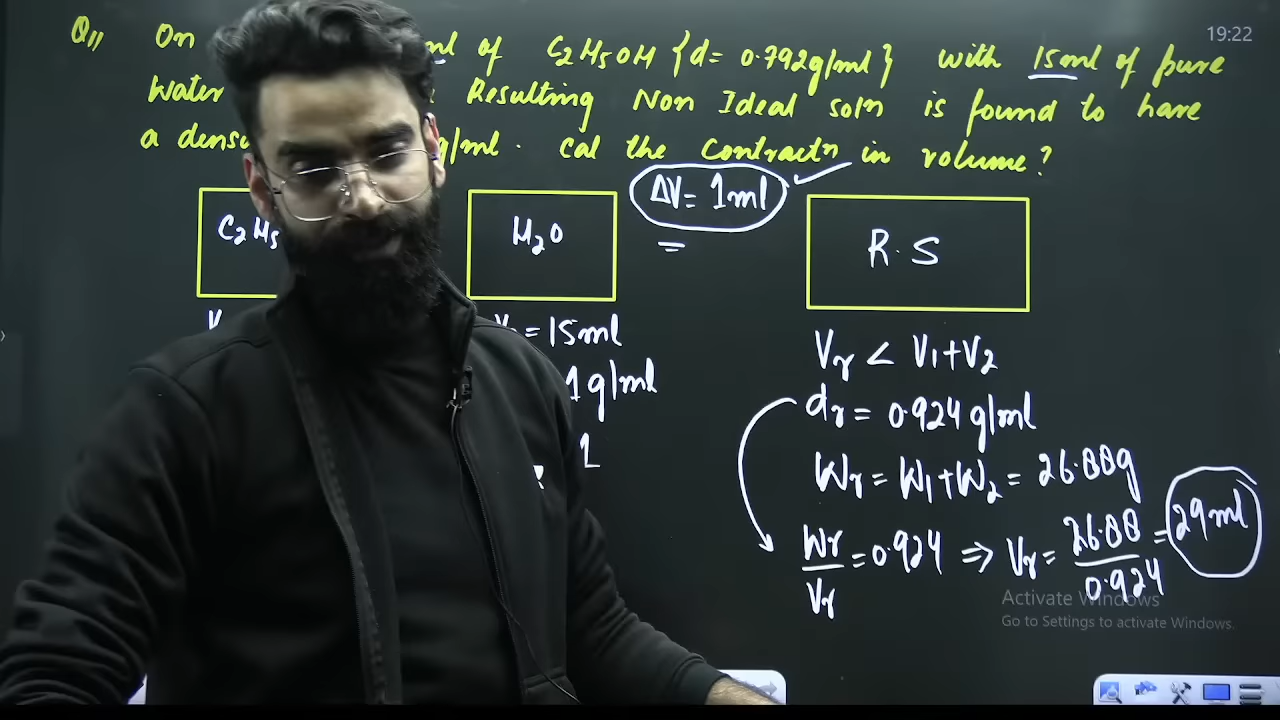 19:22
Q11 On ml of C2H5OH {d= 0.792g/ml} with 15ml of pure
Water Resulting Non Ideal soln is found to have
a dens g/ml. Cal the Contractn in volume?
ΔV= 1ml
C2H5
H2O
R.S
V
= 15ml
1g/ml
1
Vr < V1+V2
dr = 0.924 g/ml
Wr = W1+W2 = 26.88g
Wr/Vr = 0.924 ⇒ Vr = 26.88/0.924 = 29ml
Activate Windows
Go to Settings to activate Windows.